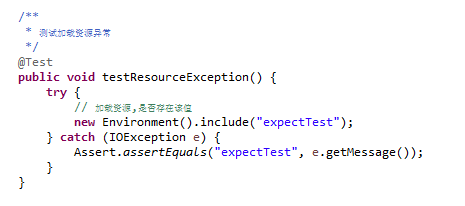 /**
 * 测试加载资源异常
 */
@Test
public void testResourceException() {
    try {
        // 加载资源,是否存在该值
        new Environment().include("expectTest");
    } catch (IOException e) {
        Assert.assertEquals("expectTest", e.getMessage());
    }
}